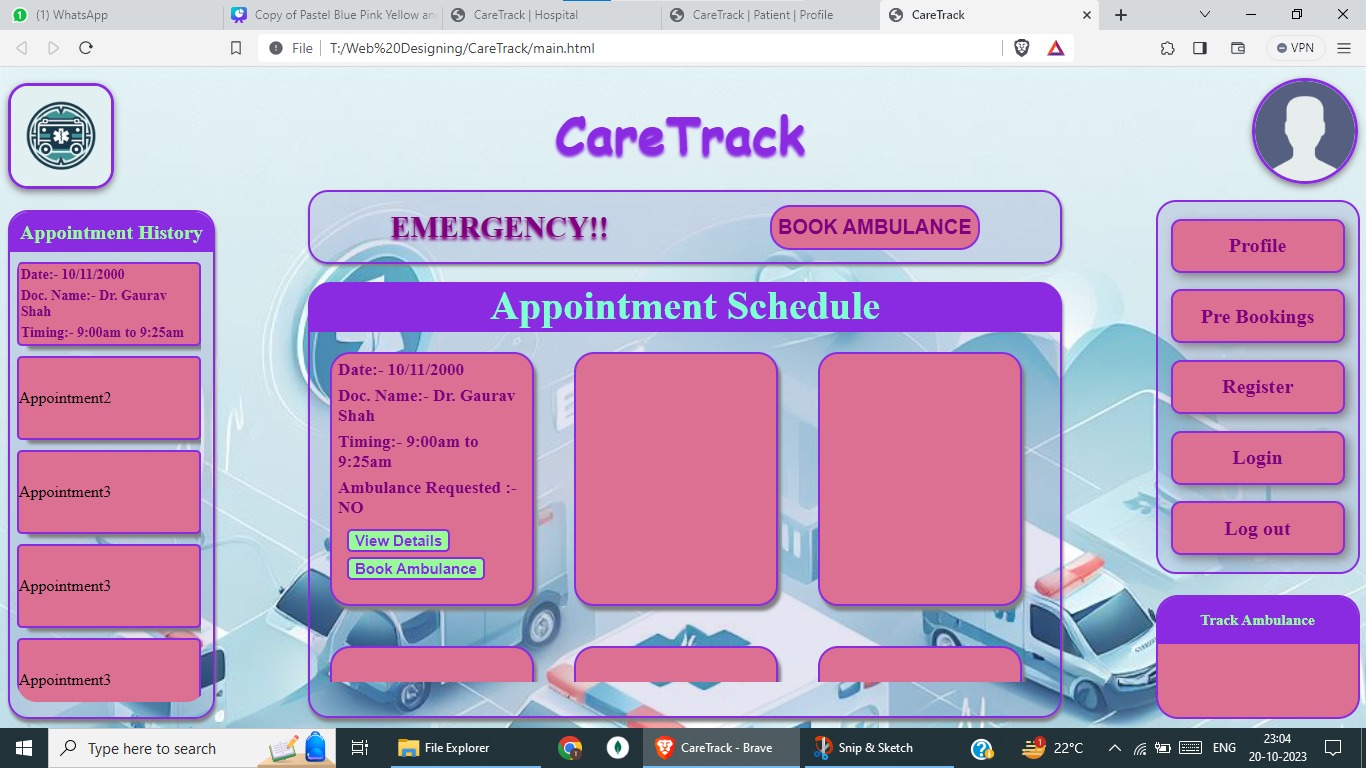 (1) WhatsApp
Copy of Pastel Blue Pink Yellow an
CareTrack | Hospital
CareTrack | Patient | Profile
CareTrack
File
T:/Web%20Designing/CareTrack/main.html
VPN
CareTrack
EMERGENCY!!
BOOK AMBULANCE
Appointment History
Date:- 10/11/2000
Doc. Name:- Dr. Gaurav
Shah
Timing:- 9:00am to 9:25am
Appointment2
Appointment3
Appointment3
Appointment3
Appointment Schedule
Date:- 10/11/2000
Doc. Name:- Dr. Gaurav
Shah
Timing:- 9:00am to
9:25am
Ambulance Requested :-
NO
View Details
Book Ambulance
Profile
Pre Bookings
Register
Login
Log out
Track Ambulance
Type here to search
File Explorer
CareTrack - Brave
Snip & Sketch
1
22°C
ENG
23:04
20-10-2023